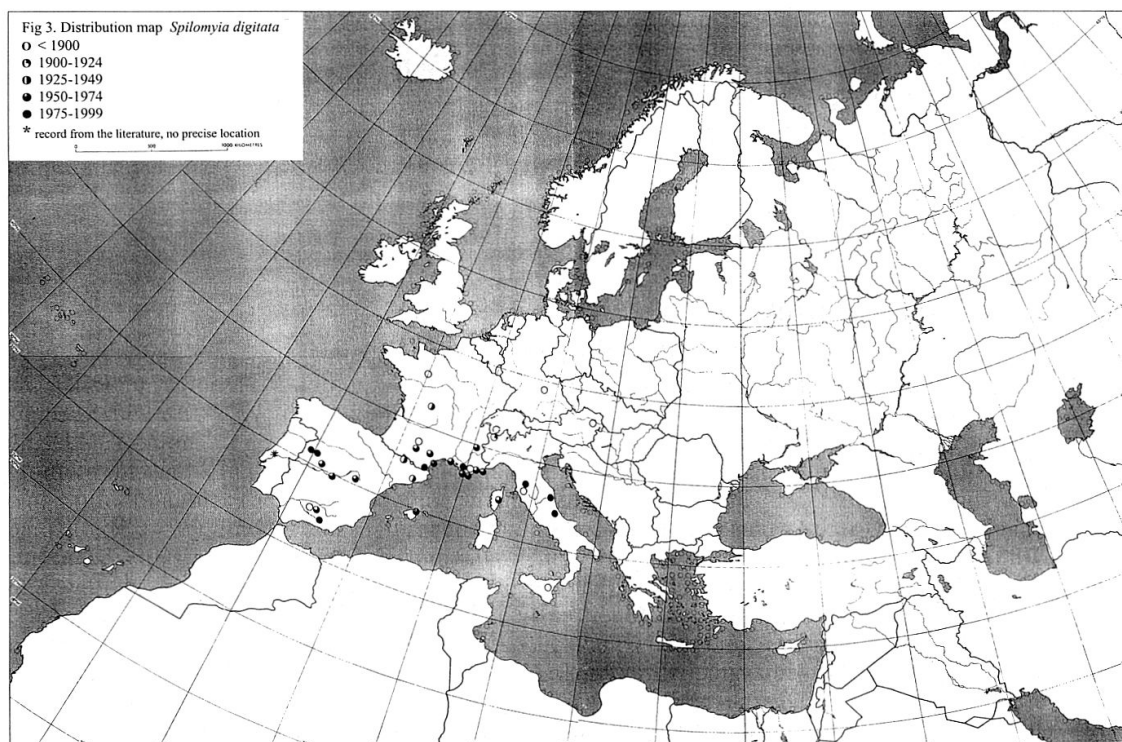 Fig 3. Distribution map Spilomyia digitata
< 1900
1900-1924
1925-1949
1950-1974
1975-1999
* record from the literature, no precise location
0 500 1000 KILOMETRES